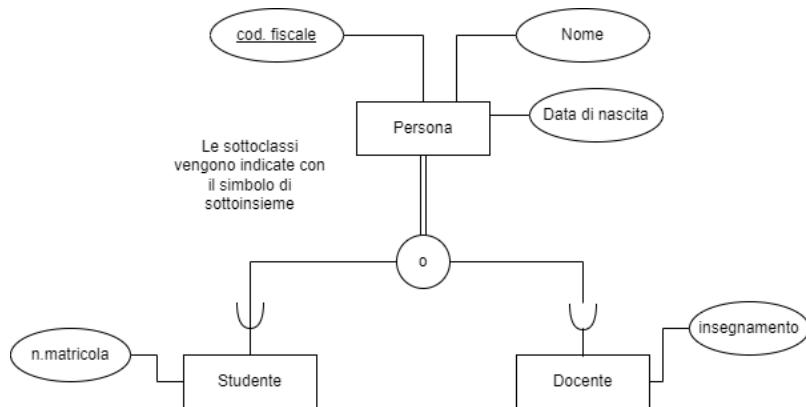 cod. fiscale
Nome
Persona
Data di nascita
Le sottoclassi
vengono indicate con
il simbolo di
sottoinsieme
o
n.matricola
Studente
Docente
insegnamento